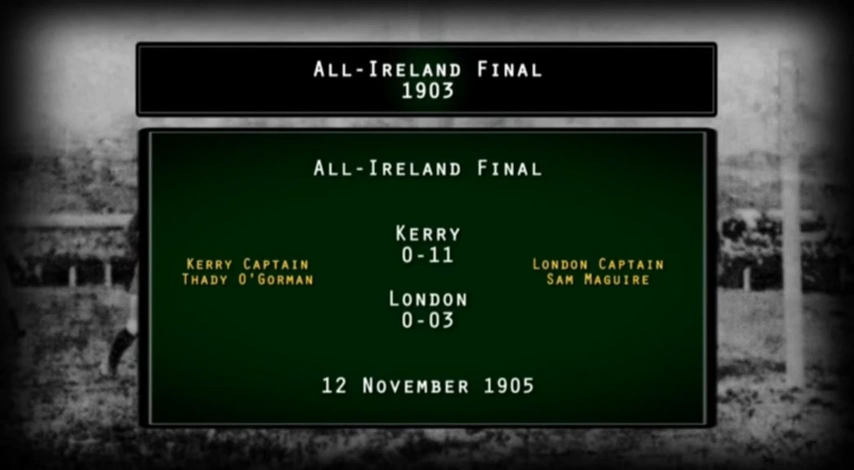 All-Ireland Final
1903
All-Ireland Final
Kerry
0-11
Kerry Captain
Thady O'Gorman
London Captain
Sam Maguire
London
0-03
12 November 1905